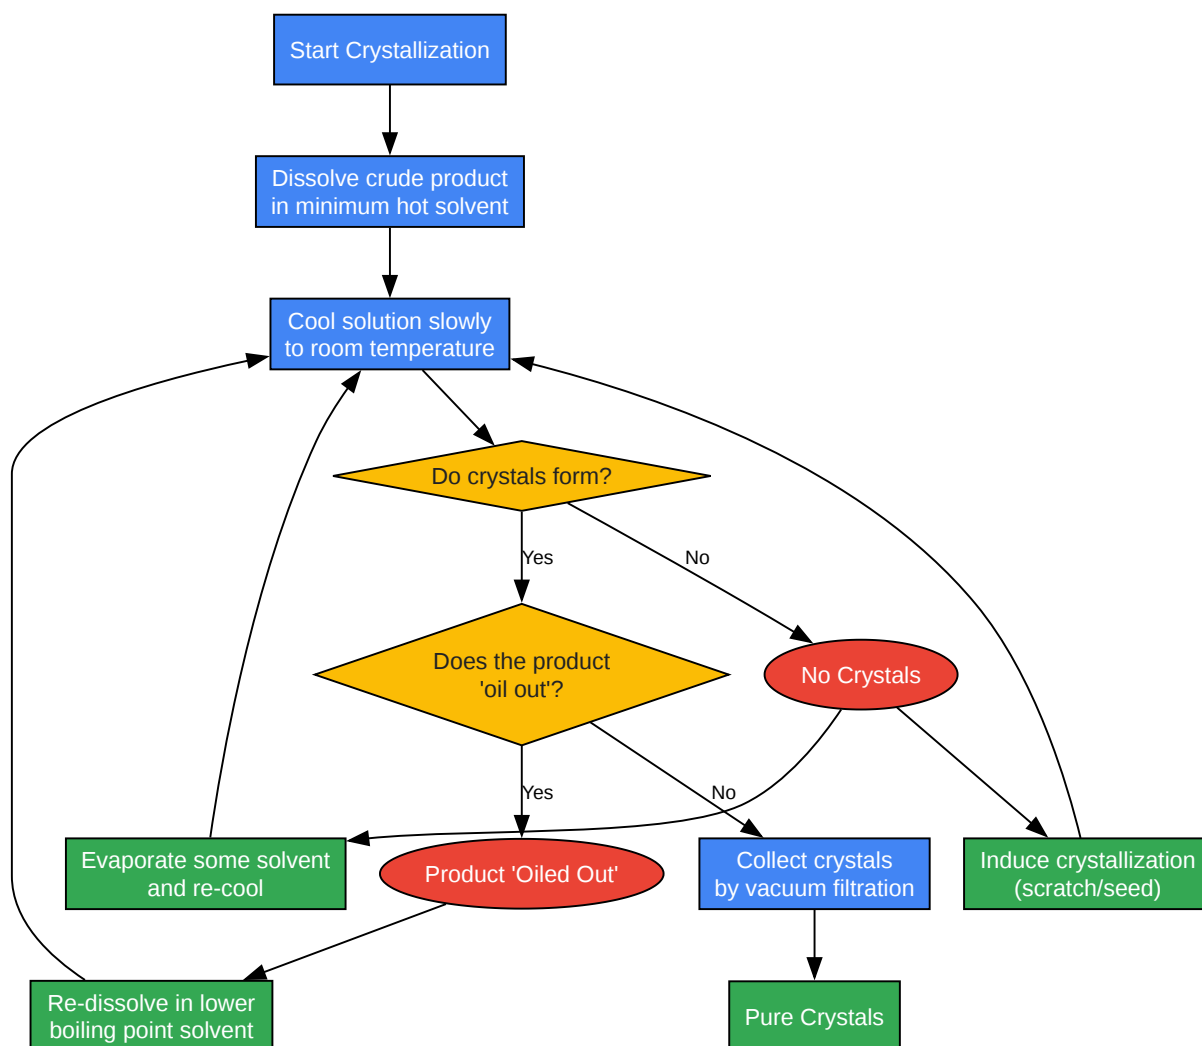 Start Crystallization
Dissolve crude product
in minimum hot solvent
Cool solution slowly
to room temperature
Do crystals form?
Yes
No
Does the product
'oil out'?
No Crystals
Yes
No
Evaporate some solvent
and re-cool
Product 'Oiled Out'
Collect crystals
by vacuum filtration
Induce crystallization
(scratch/seed)
Re-dissolve in lower
boiling point solvent
Pure Crystals